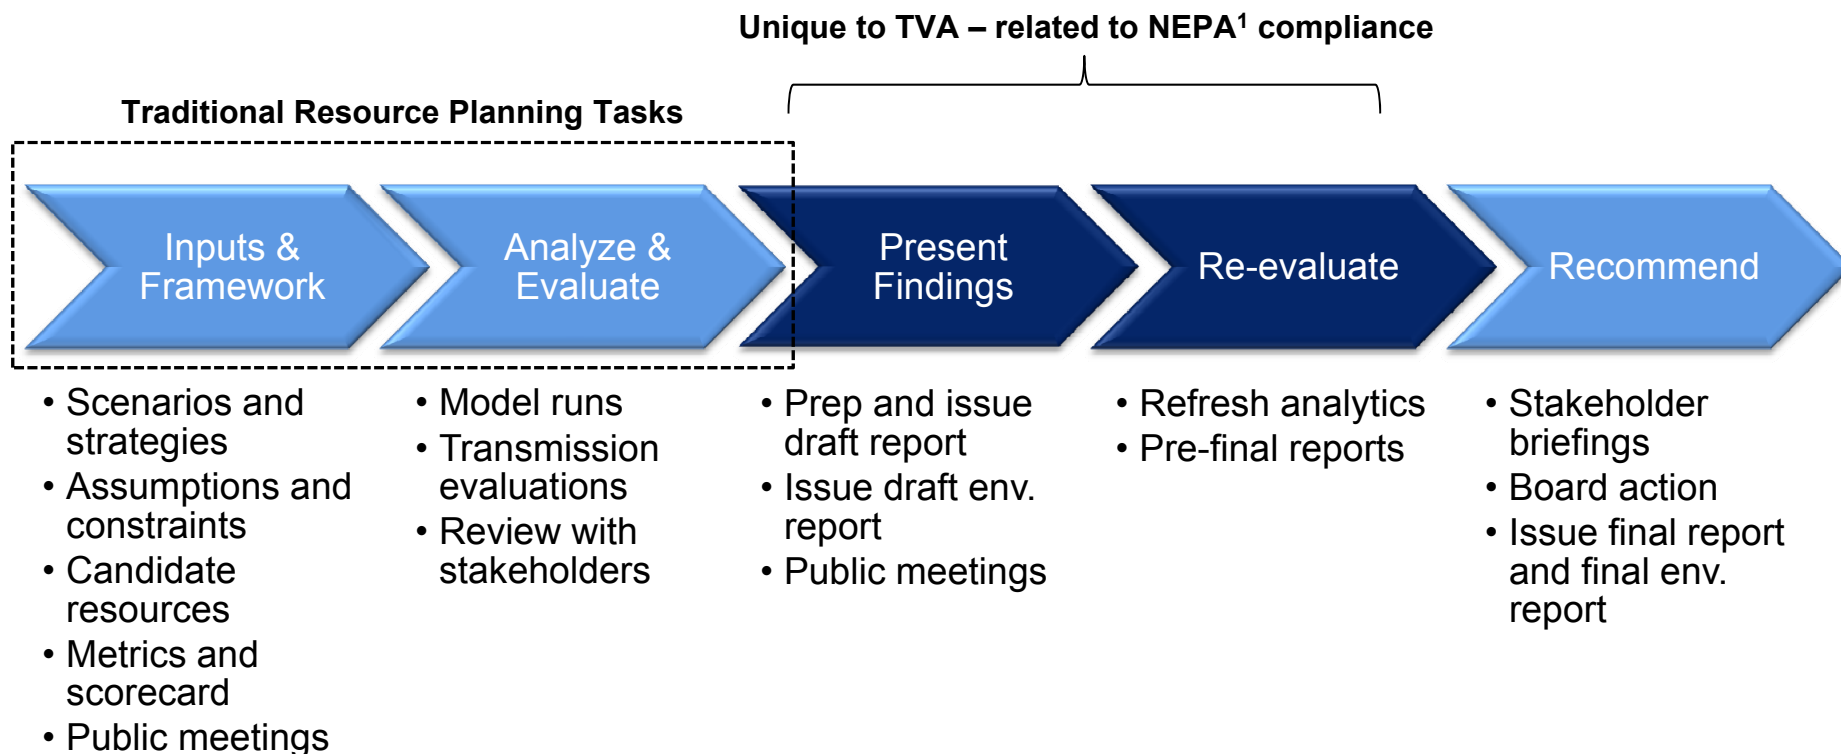 Unique to TVA – related to NEPA¹ compliance
Traditional Resource Planning Tasks
Inputs &
Framework
Analyze &
Evaluate
Present
Findings
Re-evaluate
Recommend
• Scenarios and
strategies
• Assumptions and
constraints
• Candidate
resources
• Metrics and
scorecard
• Public meetings
• Model runs
• Transmission
evaluations
• Review with
stakeholders
• Prep and issue
draft report
• Issue draft env.
report
• Public meetings
• Refresh analytics
• Pre-final reports
• Stakeholder
briefings
• Board action
• Issue final report
and final env.
report